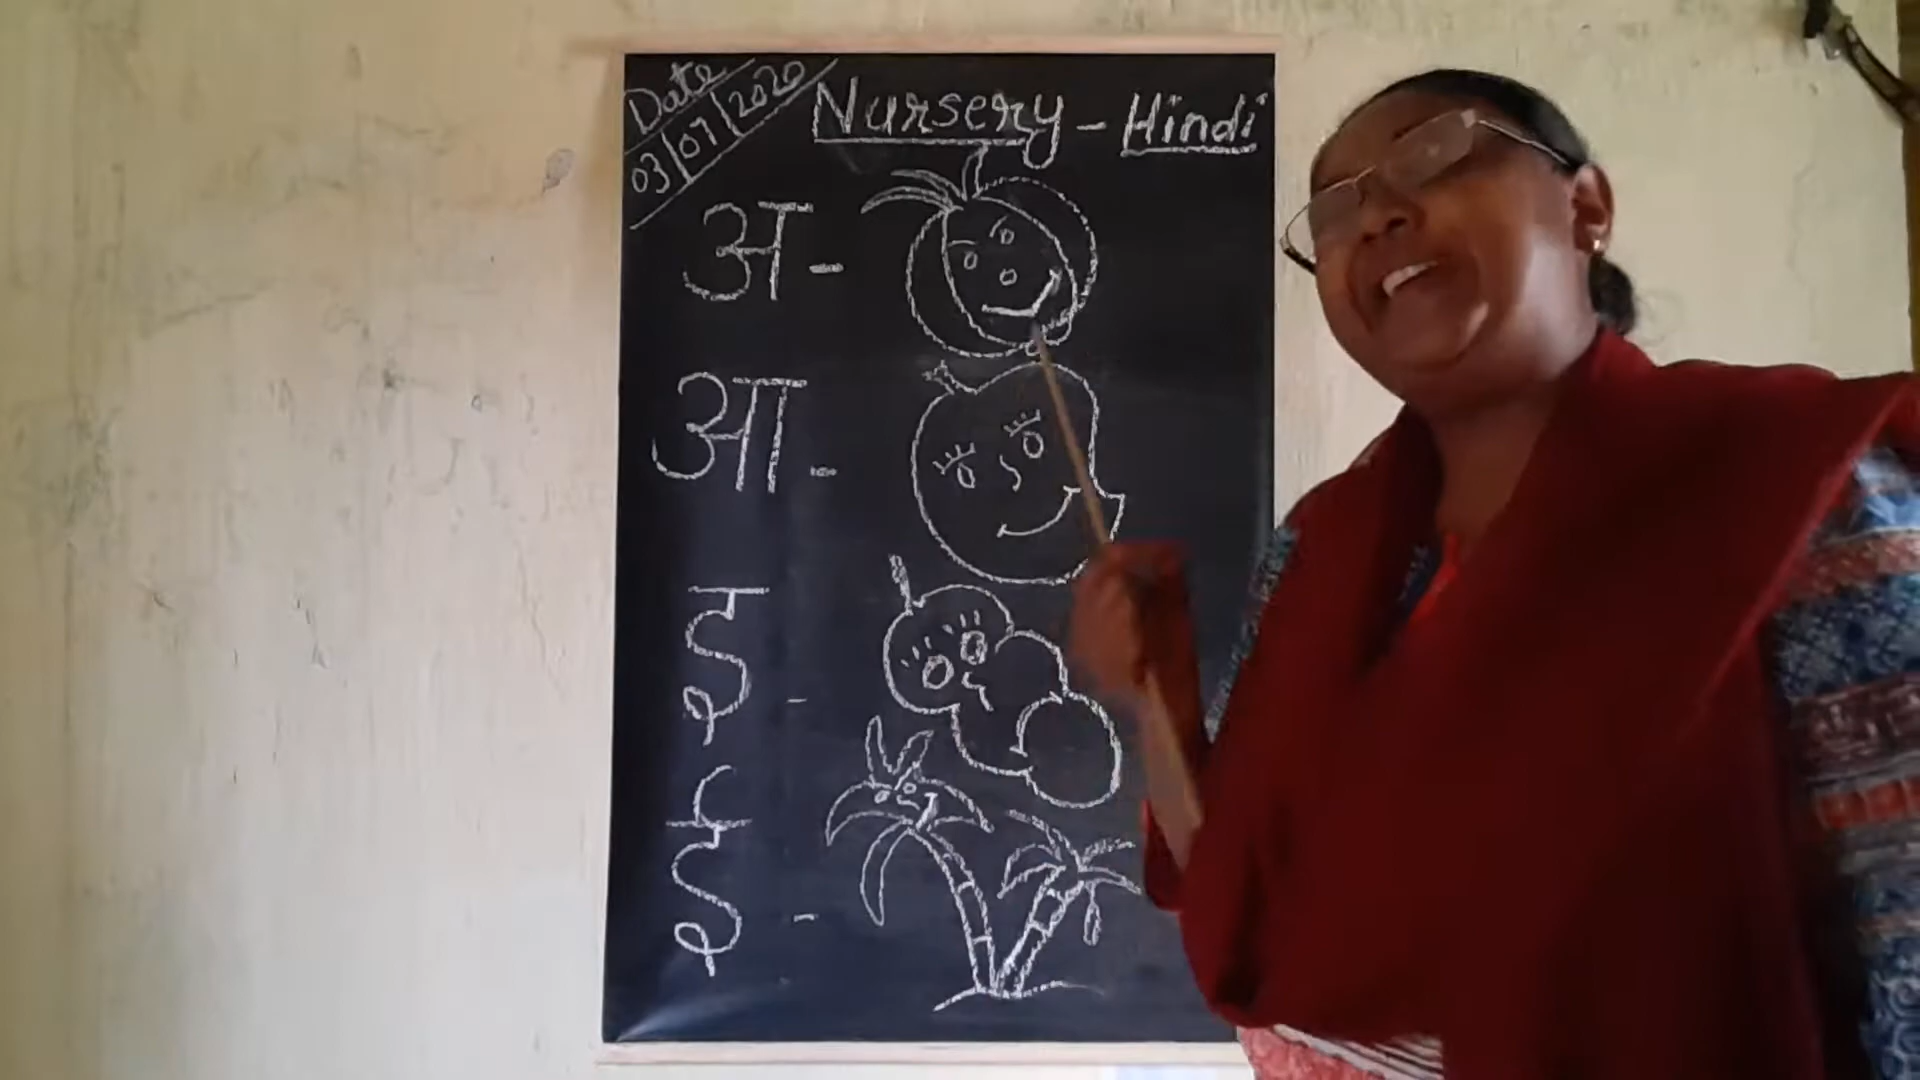 Date
03/07/2020
Nursery - Hindi
अ -
आ -
इ -
ई -